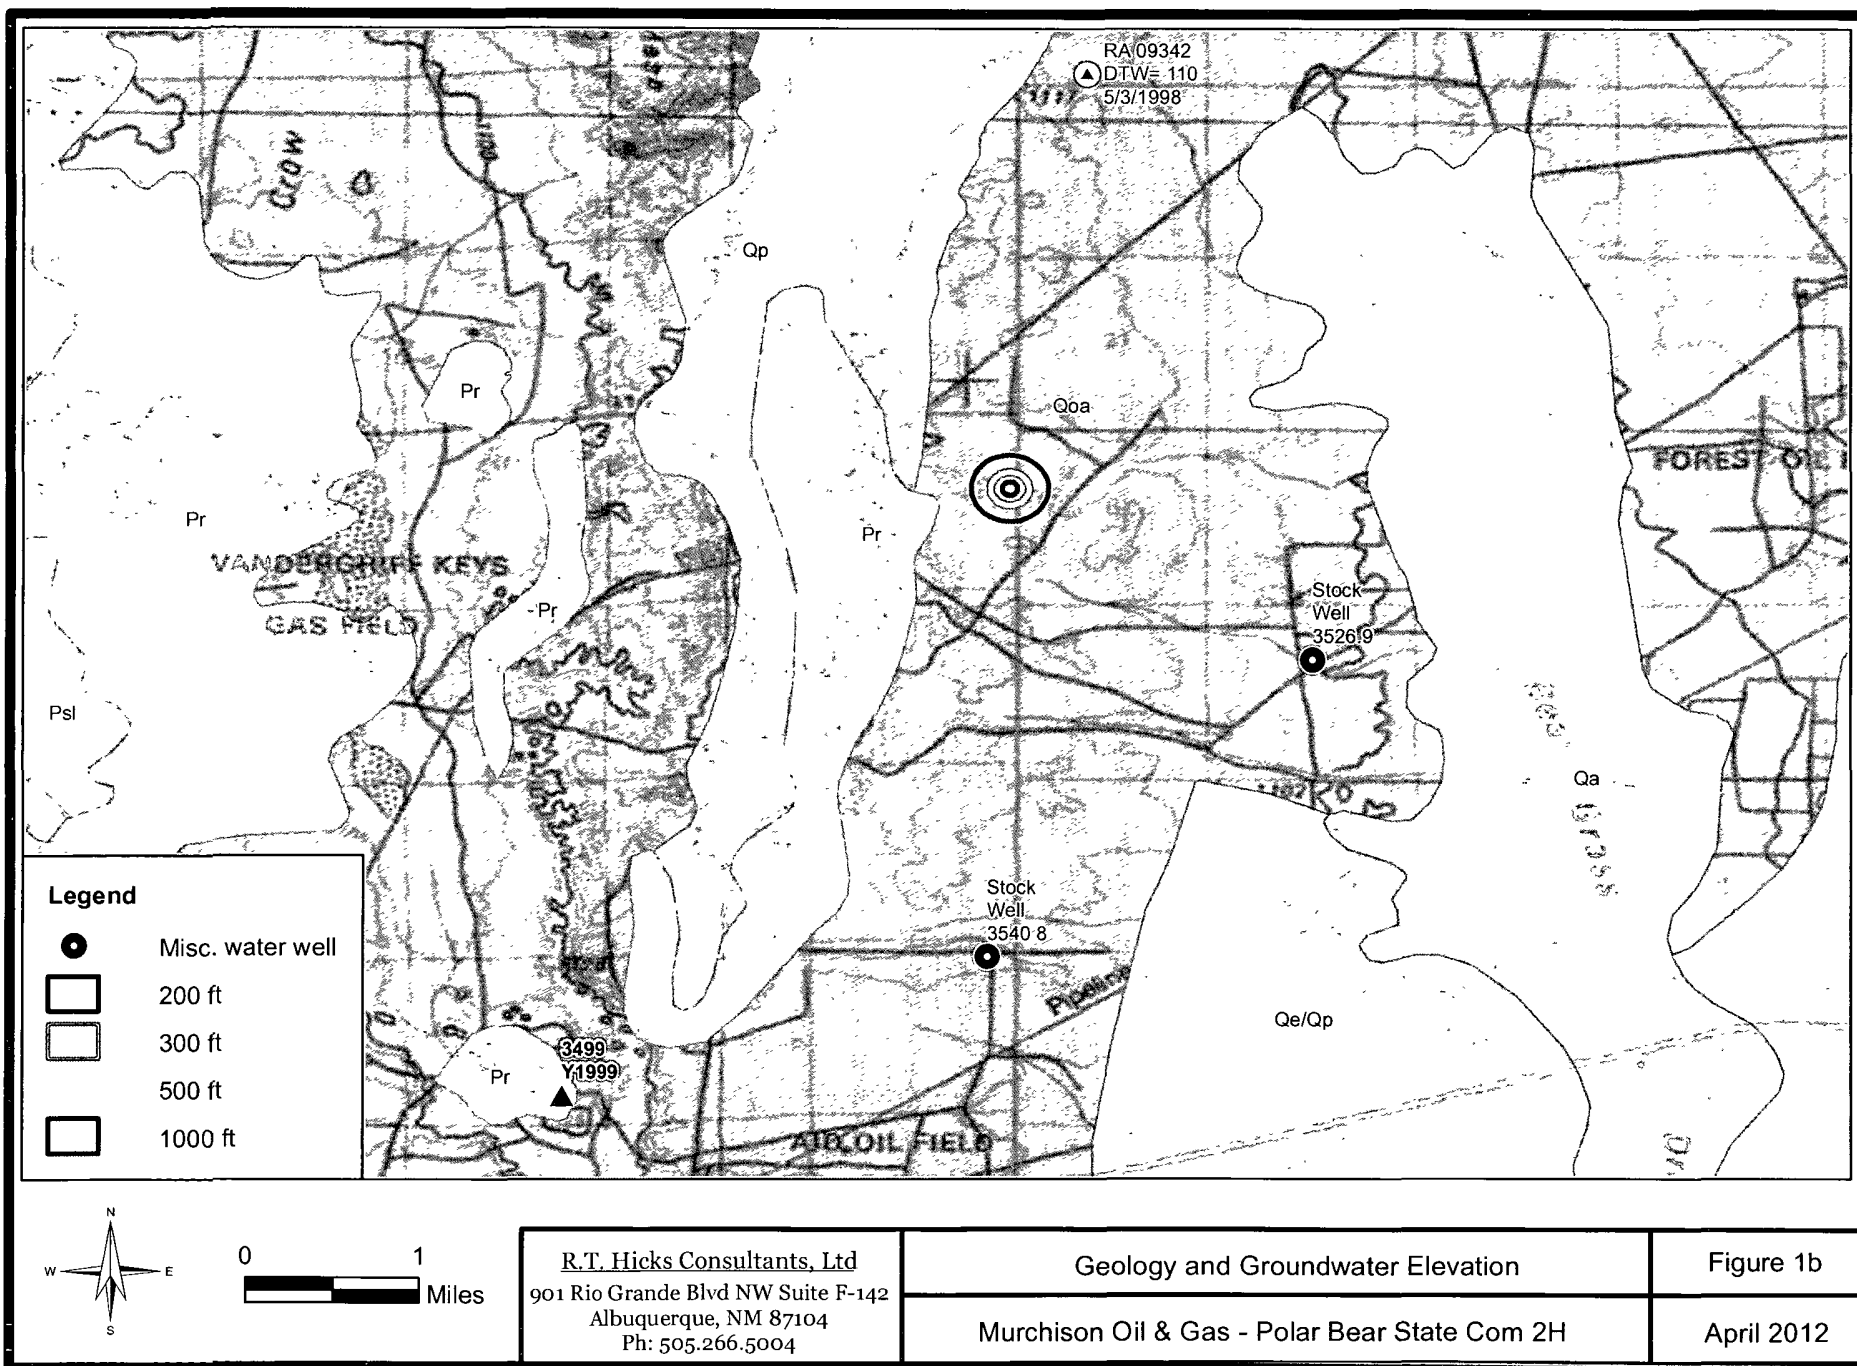 RA 09342
DTW= 110
5/3/1998
Crow
Qp
Pr
Qoa
FOREST OIL
Pr
Pr
VANDERGRIFF KEYS
GAS FIELD
Pr
Stock
Well
3526.9
Psl
Qa
Stock
Well
3540 8
Pipeline
Qe/Qp
3499
Y1999
Pr
OIL FIELD
Legend
Misc. water well
200 ft
300 ft
500 ft
1000 ft
N
W
E
S
0
1
Miles
R.T. Hicks Consultants, Ltd
901 Rio Grande Blvd NW Suite F-142
Albuquerque, NM 87104
Ph: 505.266.5004
Geology and Groundwater Elevation
Murchison Oil & Gas - Polar Bear State Com 2H
Figure 1b
April 2012